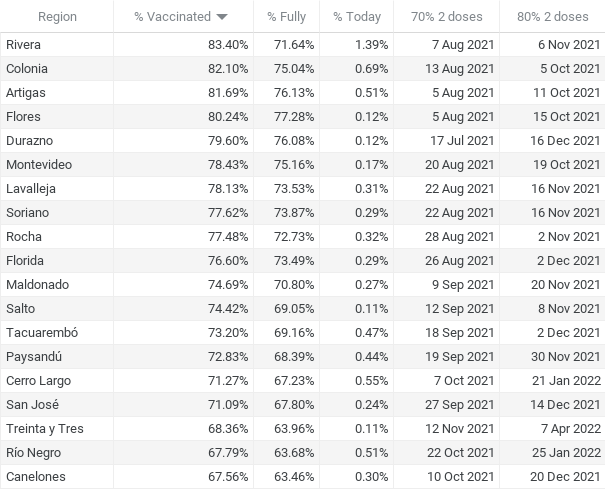 Region % Vaccinated % Fully % Today 70% 2 doses 80% 2 doses
Rivera 83.40% 71.64% 1.39% 7 Aug 2021 6 Nov 2021
Colonia 82.10% 75.04% 0.69% 13 Aug 2021 5 Oct 2021
Artigas 81.69% 76.13% 0.51% 5 Aug 2021 11 Oct 2021
Flores 80.24% 77.28% 0.12% 5 Aug 2021 15 Oct 2021
Durazno 79.60% 76.08% 0.12% 17 Jul 2021 16 Dec 2021
Montevideo 78.43% 75.16% 0.17% 20 Aug 2021 19 Oct 2021
Lavalleja 78.13% 73.53% 0.31% 22 Aug 2021 16 Nov 2021
Soriano 77.62% 73.87% 0.29% 22 Aug 2021 16 Nov 2021
Rocha 77.48% 72.73% 0.32% 28 Aug 2021 2 Nov 2021
Florida 76.60% 73.49% 0.29% 26 Aug 2021 2 Dec 2021
Maldonado 74.69% 70.80% 0.27% 9 Sep 2021 20 Nov 2021
Salto 74.42% 69.05% 0.11% 12 Sep 2021 8 Nov 2021
Tacuarembó 73.20% 69.16% 0.47% 18 Sep 2021 2 Dec 2021
Paysandú 72.83% 68.39% 0.44% 19 Sep 2021 30 Nov 2021
Cerro Largo 71.27% 67.23% 0.55% 7 Oct 2021 21 Jan 2022
San José 71.09% 67.80% 0.24% 27 Sep 2021 14 Dec 2021
Treinta y Tres 68.36% 63.96% 0.11% 12 Nov 2021 7 Apr 2022
Río Negro 67.79% 63.68% 0.51% 22 Oct 2021 25 Jan 2022
Canelones 67.56% 63.46% 0.30% 10 Oct 2021 20 Dec 2021